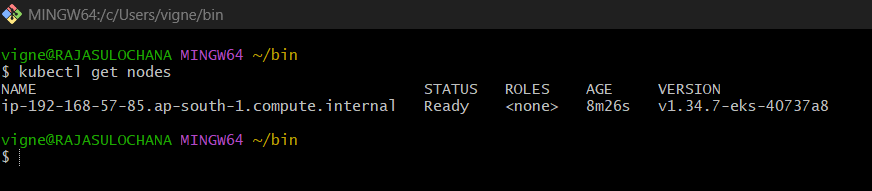 MINGW64:/c/Users/vigne/bin
vigne@RAJASULOCHANA MINGW64 ~/bin
$ kubectl get nodes
NAME STATUS ROLES AGE VERSION
ip-192-168-57-85.ap-south-1.compute.internal Ready <none> 8m26s v1.34.7-eks-40737a8
vigne@RAJASULOCHANA MINGW64 ~/bin
$